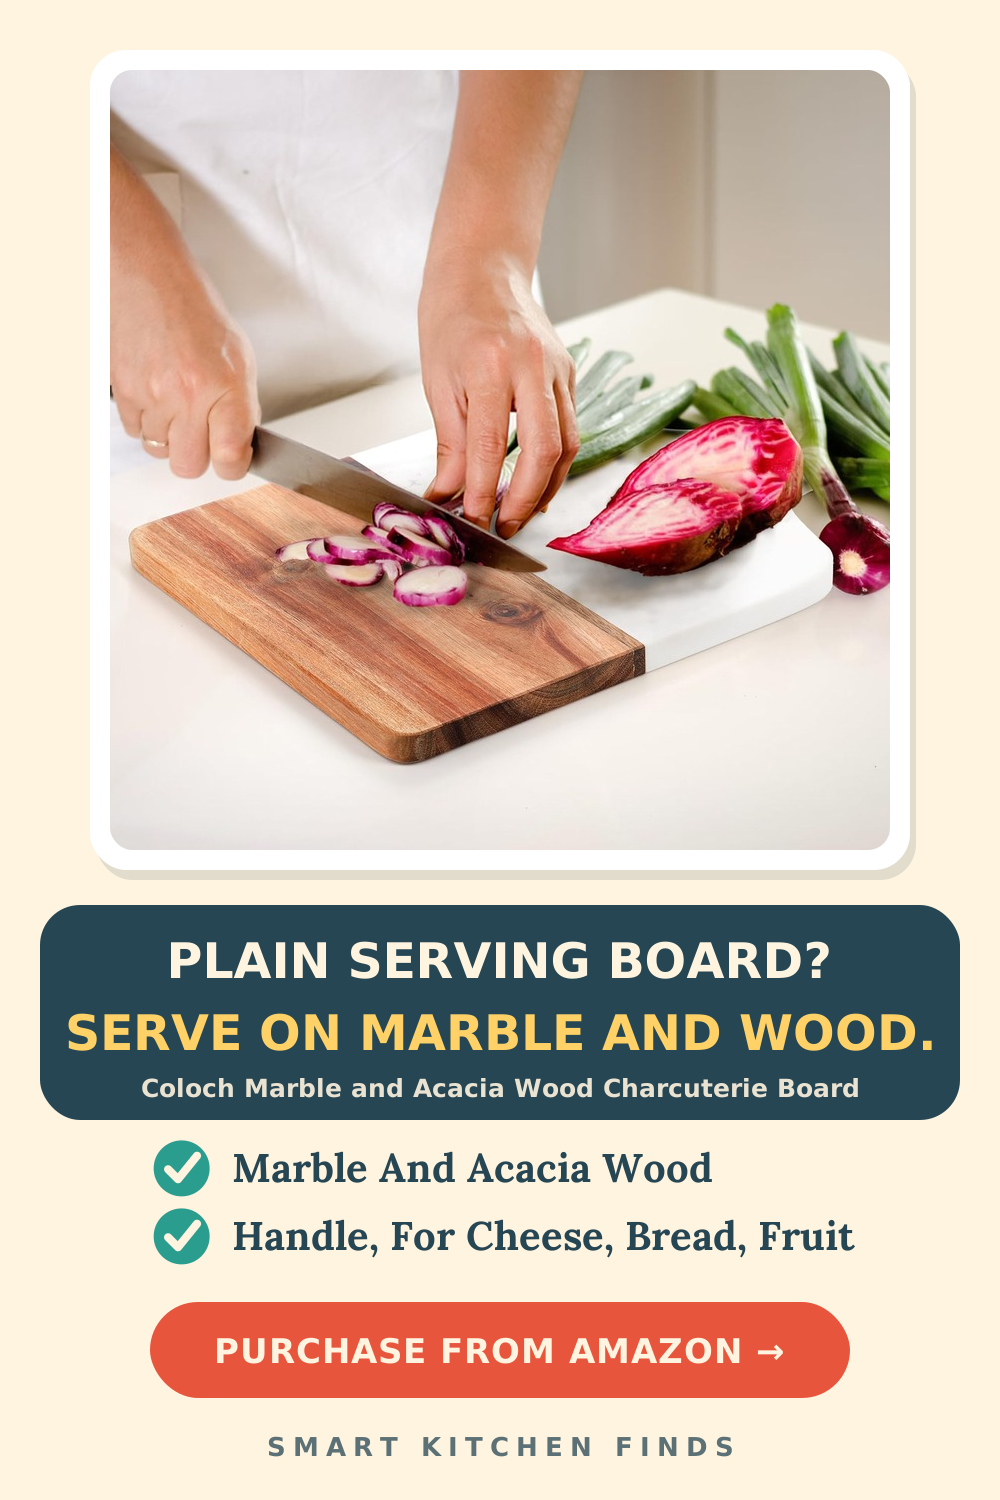 PLAIN SERVING BOARD?
SERVE ON MARBLE AND WOOD.
Coloch Marble and Acacia Wood Charcuterie Board
Marble And Acacia Wood
Handle, For Cheese, Bread, Fruit
PURCHASE FROM AMAZON →
SMART KITCHEN FINDS